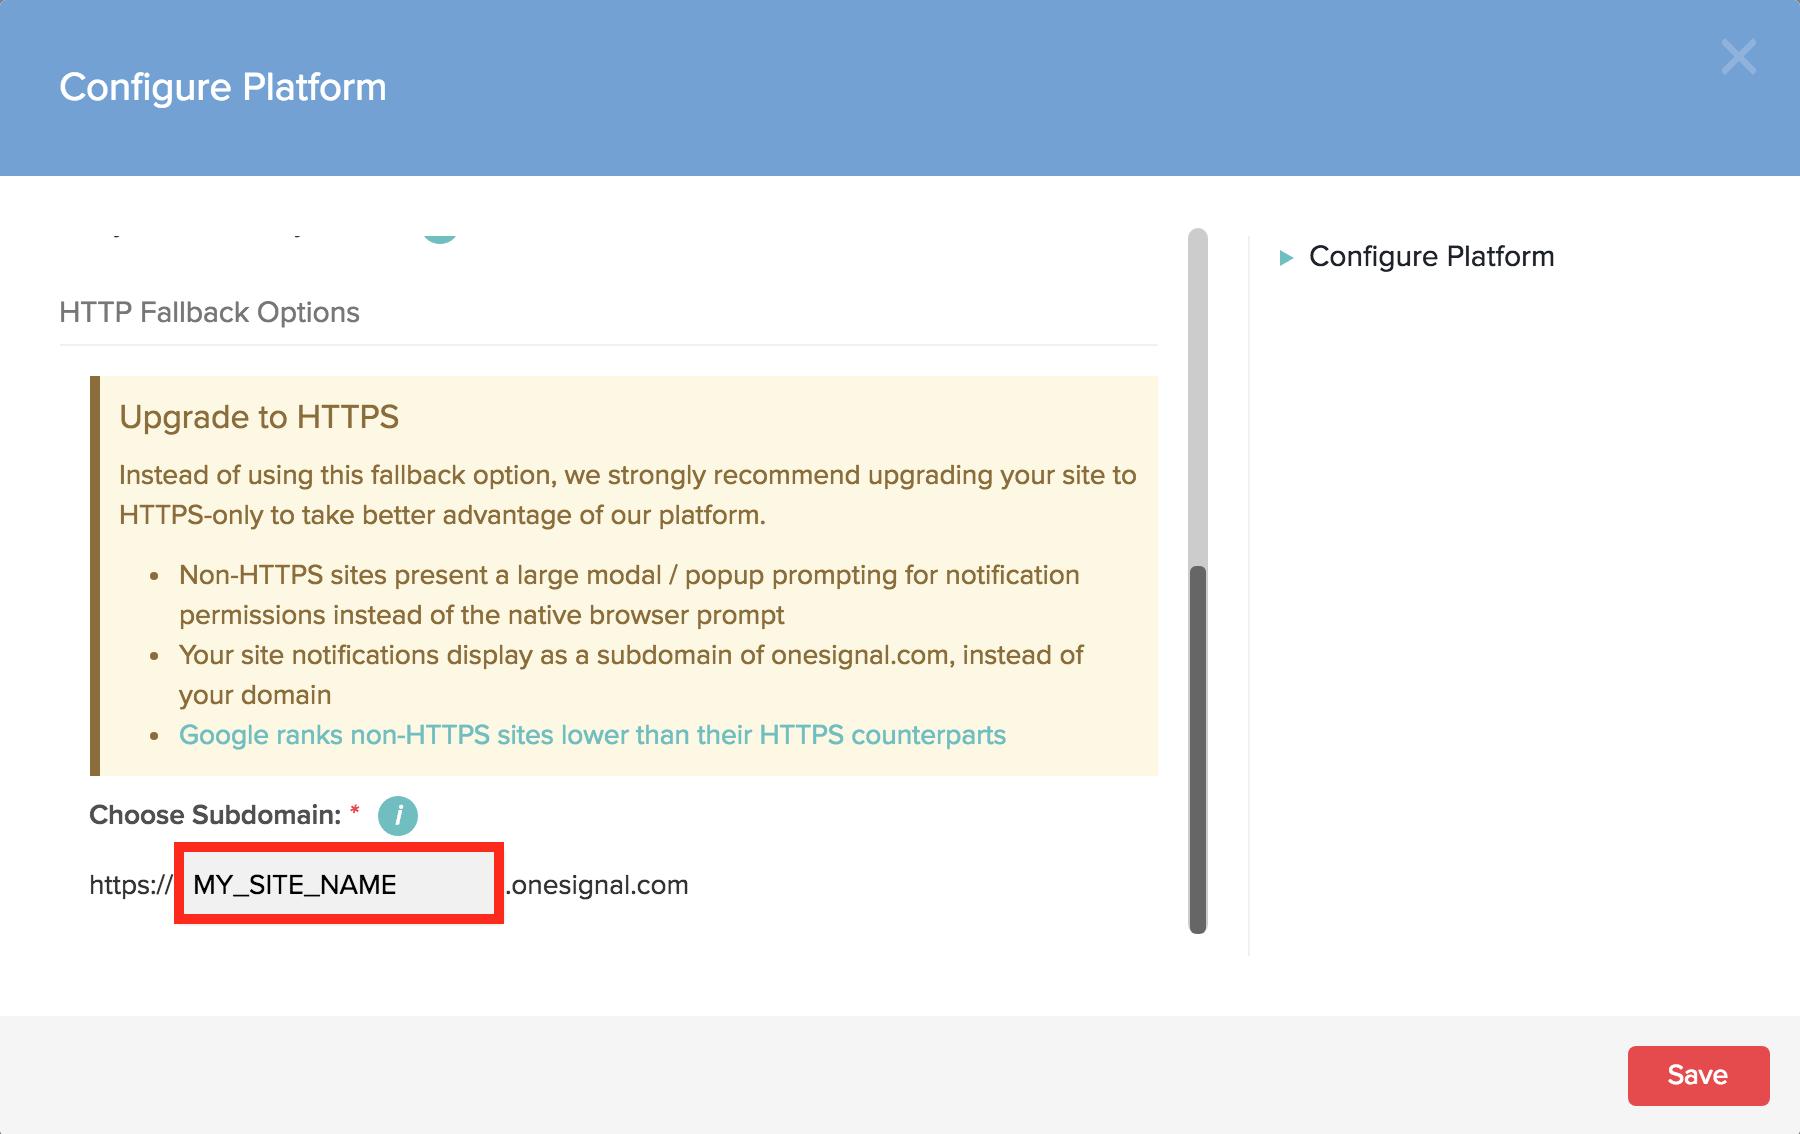 Configure Platform
HTTP Fallback Options
Upgrade to HTTPS
Instead of using this fallback option, we strongly recommend upgrading your site to
HTTPS-only to take better advantage of our platform.
• Non-HTTPS sites present a large modal / popup prompting for notification
permissions instead of the native browser prompt
• Your site notifications display as a subdomain of onesignal.com, instead of
your domain
• Google ranks non-HTTPS sites lower than their HTTPS counterparts
Choose Subdomain: * i
https:// MY_SITE_NAME .onesignal.com
Configure Platform
Save